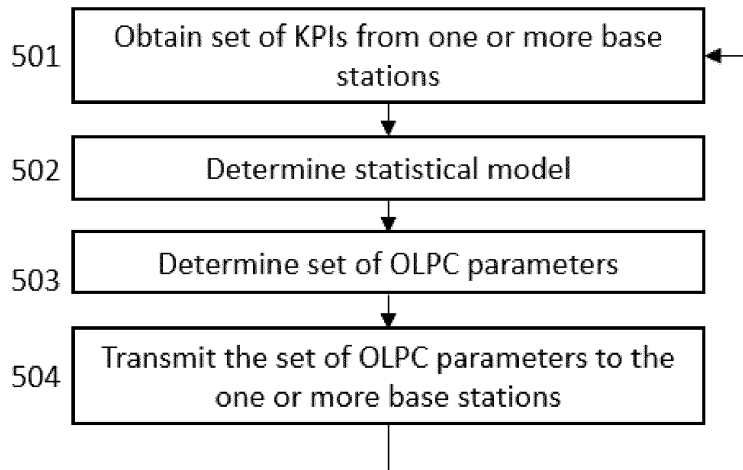 501
Obtain set of KPIs from one or more base
stations
502
Determine statistical model
503
Determine set of OLPC parameters
504
Transmit the set of OLPC parameters to the
one or more base stations